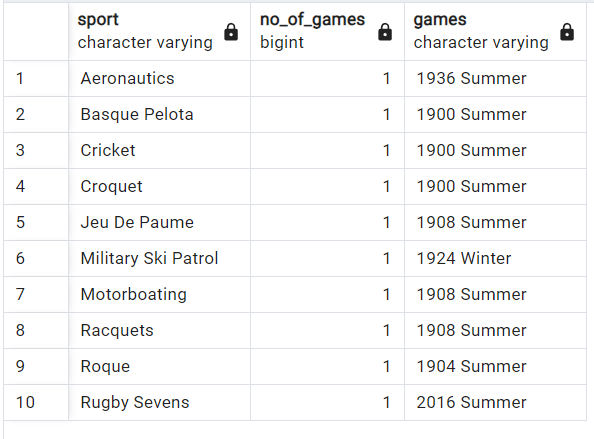 sport no_of_games games
character varying bigint character varying
1 Aeronautics 1 1936 Summer
2 Basque Pelota 1 1900 Summer
3 Cricket 1 1900 Summer
4 Croquet 1 1900 Summer
5 Jeu De Paume 1 1908 Summer
6 Military Ski Patrol 1 1924 Winter
7 Motorboating 1 1908 Summer
8 Racquets 1 1908 Summer
9 Roque 1 1904 Summer
10 Rugby Sevens 1 2016 Summer